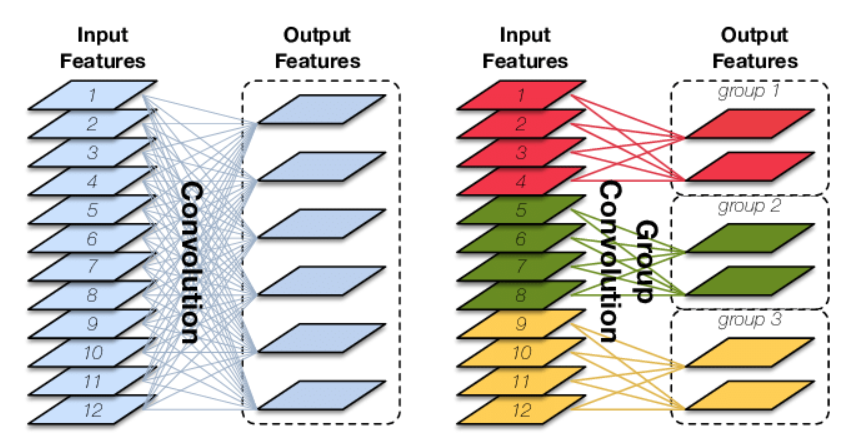 Input
Features
Output
Features
1
2
3
4
5
6
7
8
9
10
11
12
Convolution
Input
Features
Output
Features
1
2
3
4
5
6
7
8
9
10
11
12
Group
Convolution
group 1
group 2
group 3